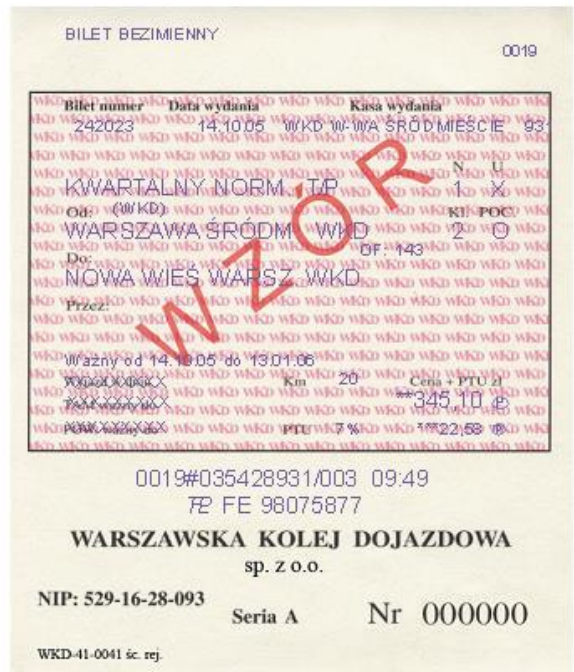 BILET BEZIMIENNY
0019
Bilet numer Data wydania Kasa wydania
242023 14.10.05 WKD W-WA ŚRÓDMIEŚCIE 931
N. U.
KWARTALNY NORM. T/P 1 X
Od: (WKD) Kl. POC.
WARSZAWA ŚRÓDM. WKD 2 O
Do: OF: 143
NOWA WIEŚ WARSZ. WKD
Przez:
WZÓR
Ważny od 14.10.05 do 13.01.06
Km 20 Cena + PTU zł
**345,10
PTU 7% ***22,58
0019#035428931/003 09:49
FE 98075877
WARSZAWSKA KOLEJ DOJAZDOWA
sp. z o.o.
NIP: 529-16-28-093
Seria A Nr 000000
WKD-41-0041 śc. rej.